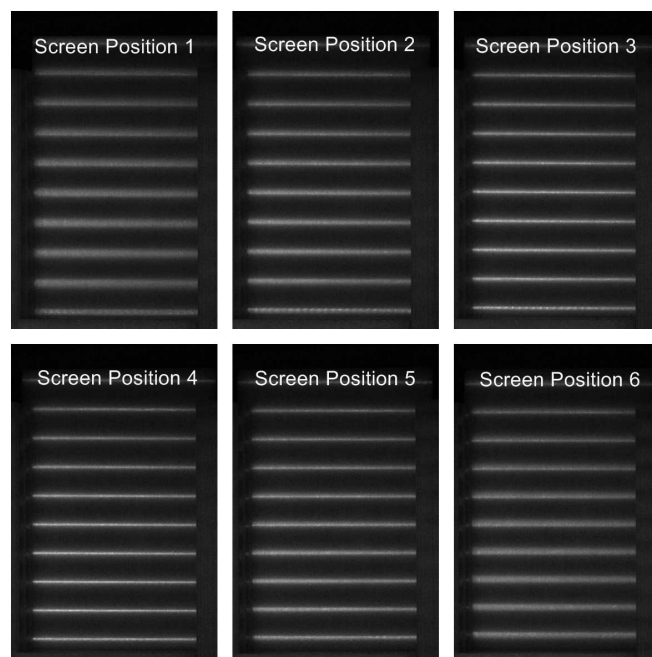 Screen Position 1
Screen Position 2
Screen Position 3
Screen Position 4
Screen Position 5
Screen Position 6